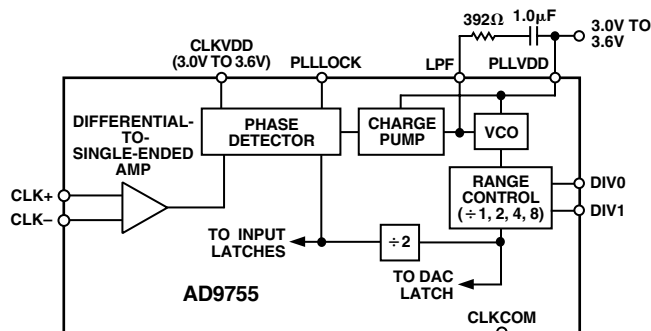 392Ω 1.0µF
3.0V TO
3.6V
CLKVDD
(3.0V TO 3.6V)
PLLLOCK
LPF
PLLVDD
DIFFERENTIAL-
TO-
SINGLE-ENDED
AMP
PHASE
DETECTOR
CHARGE
PUMP
VCO
CLK+
CLK–
RANGE
CONTROL
(÷1, 2, 4, 8)
DIV0
DIV1
TO INPUT
LATCHES
÷2
TO DAC
LATCH
AD9755
CLKCOM